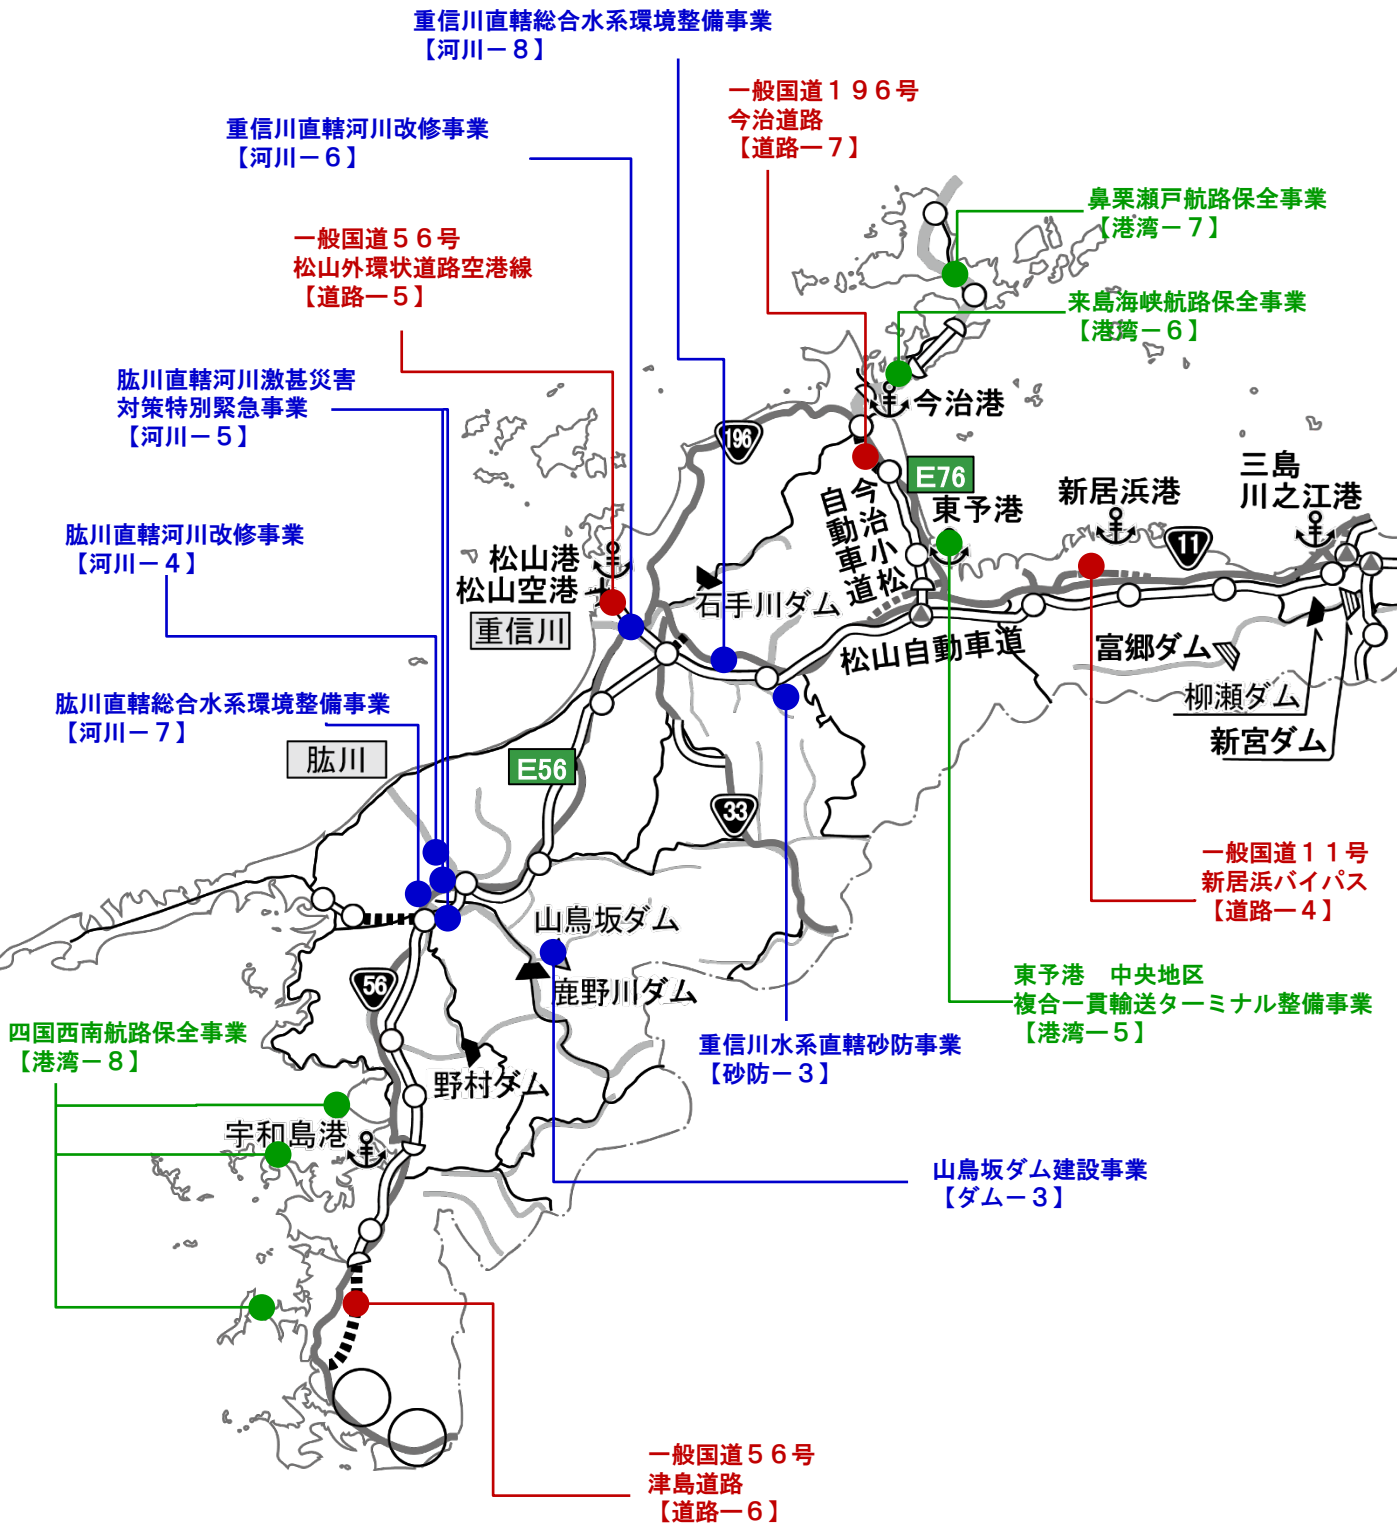 重信川直轄総合水系環境整備事業
【河川－８】
一般国道１９６号
今治道路
【道路－７】
重信川直轄河川改修事業
【河川－６】
鼻栗瀬戸航路保全事業
【港湾－７】
一般国道５６号
松山外環状道路空港線
【道路－５】
来島海峡航路保全事業
【港湾－６】
肱川直轄河川激甚災害
対策特別緊急事業
【河川－５】
今治港
196
E76
三島
川之江港
新居浜港
東予港
今治小松
自動車道
11
肱川直轄河川改修事業
【河川－４】
松山港
松山空港
重信川
石手川ダム
松山自動車道
富郷ダム
柳瀬ダム
新宮ダム
肱川直轄総合水系環境整備事業
【河川－７】
肱川
E56
33
一般国道１１号
新居浜バイパス
【道路－４】
山鳥坂ダム
鹿野川ダム
56
東予港　中央地区
複合一貫輸送ターミナル整備事業
【港湾－５】
四国西南航路保全事業
【港湾－８】
重信川水系直轄砂防事業
【砂防－３】
野村ダム
宇和島港
山鳥坂ダム建設事業
【ダム－３】
一般国道５６号
津島道路
【道路－６】